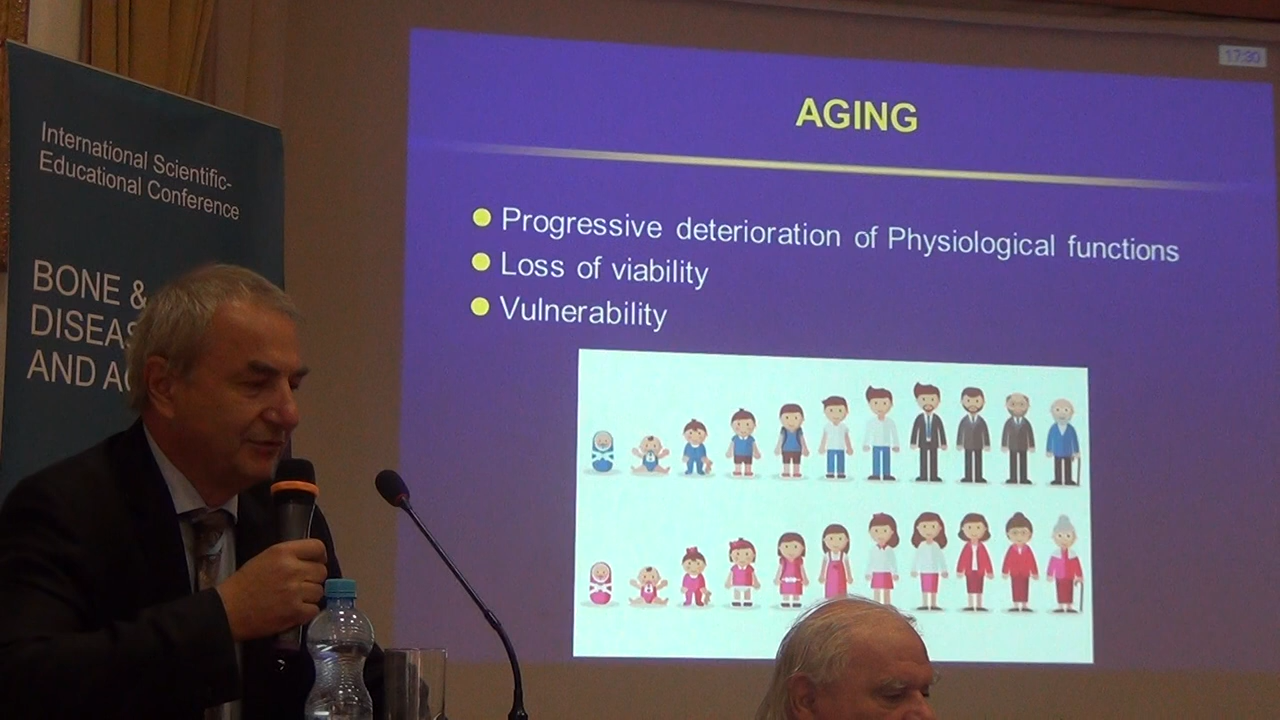 International Scientific-
Educational Conference
BONE &
DISEAS
AND A
17:30
AGING
Progressive deterioration of Physiological functions
Loss of viability
Vulnerability